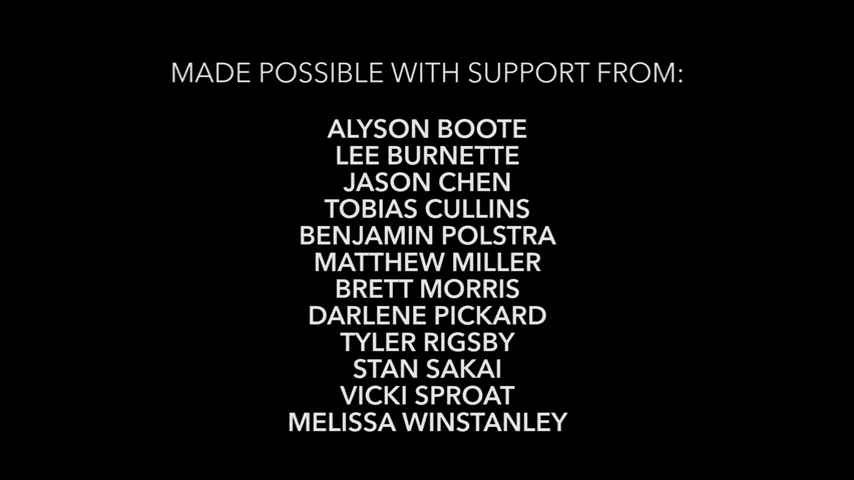 MADE POSSIBLE WITH SUPPORT FROM:
ALYSON BOOTE
LEE BURNETTE
JASON CHEN
TOBIAS CULLINS
BENJAMIN POLSTRA
MATTHEW MILLER
BRETT MORRIS
DARLENE PICKARD
TYLER RIGSBY
STAN SAKAI
VICKI SPROAT
MELISSA WINSTANLEY